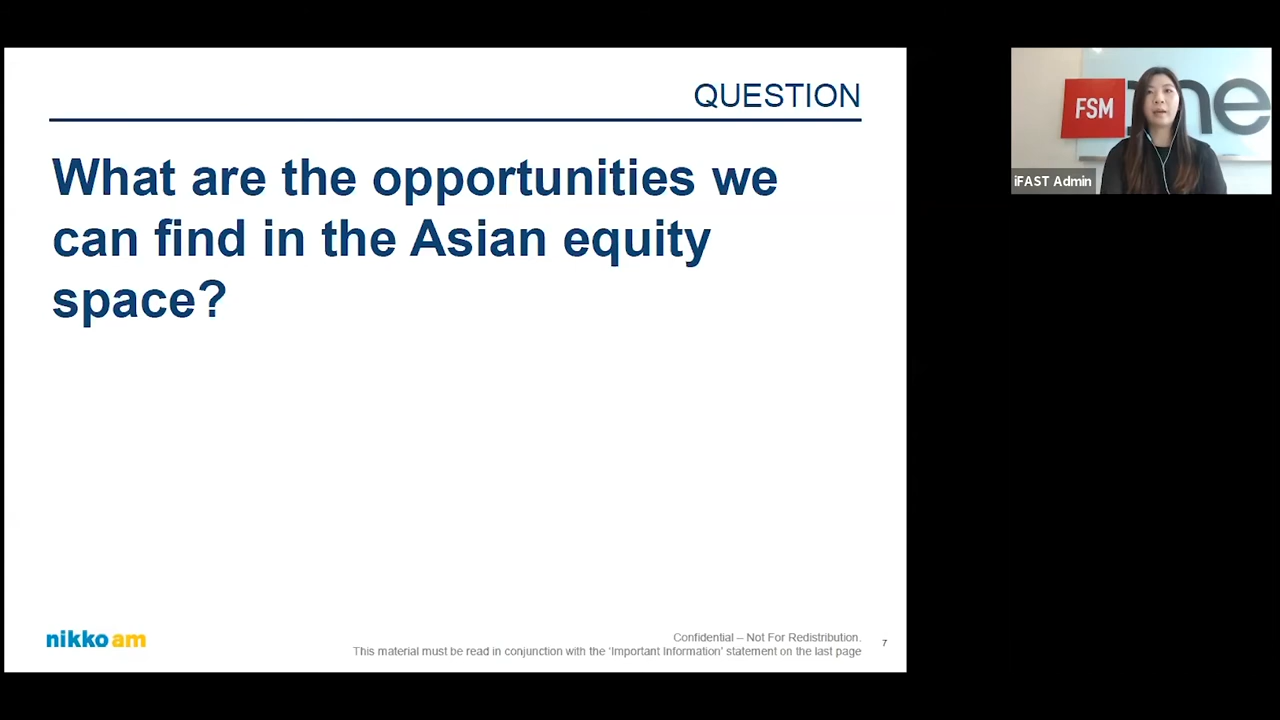 QUESTION
What are the opportunities we
can find in the Asian equity
space?
nikko am
Confidential – Not For Redistribution.
This material must be read in conjunction with the 'Important Information' statement on the last page
7
FSM
ne
iFAST Admin